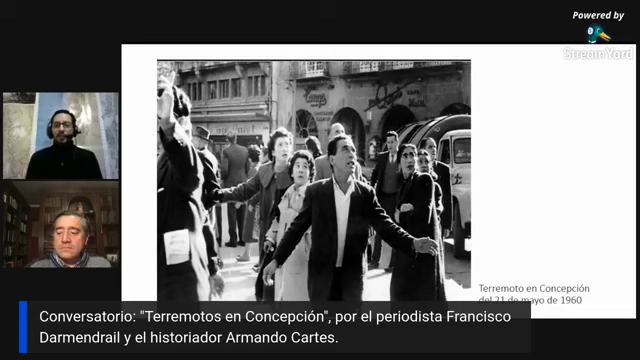 Powered by
StreamYard
Terremoto en Concepción
del 21 de mayo de 1960
Conversatorio: "Terremotos en Concepción", por el periodista Francisco
Darmendrail y el historiador Armando Cartes.